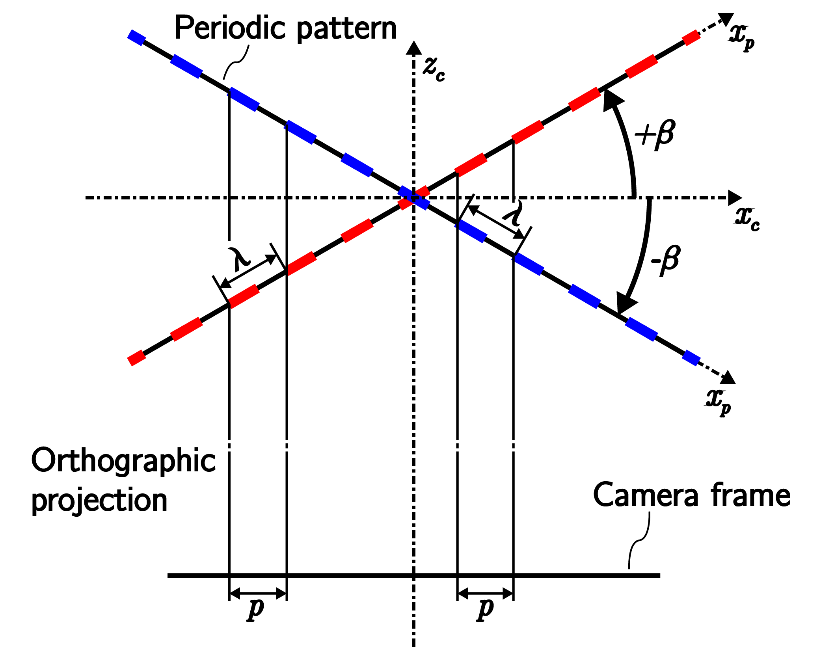 Periodic pattern
x_p
z_c
+β
λ
x_c
λ
-β
x_p
Orthographic
projection
Camera frame
p
p